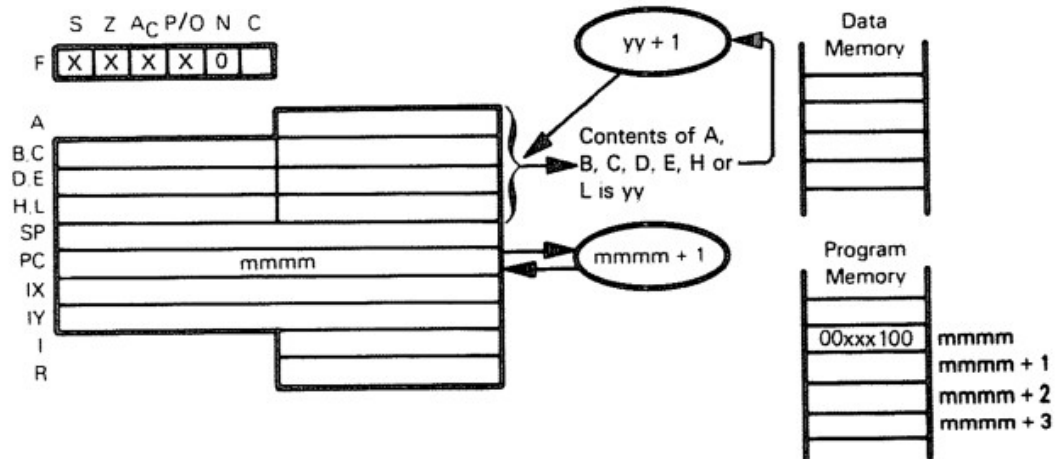 S Z AC P/O N C
F X X X X 0
yy + 1
Data
Memory
A
B.C
D.E
H.L
SP
PC mmmm
IX
IY
I
R
Contents of A,
B, C, D, E, H or
L is yy
mmmm + 1
Program
Memory
00xxx100 mmmm
mmmm + 1
mmmm + 2
mmmm + 3